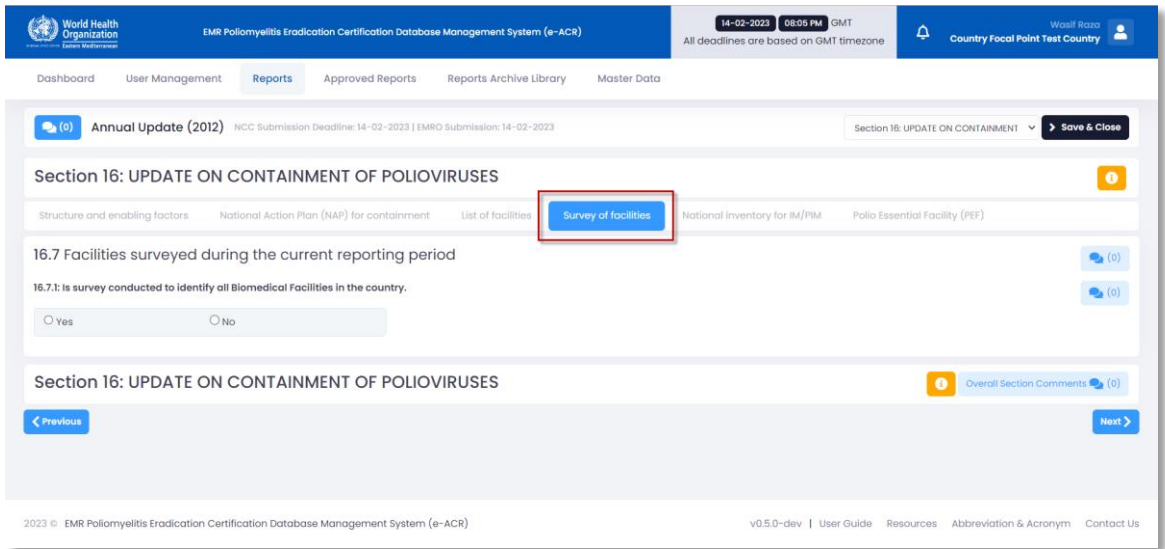 World Health
Organization
Eastern Mediterranean
EMR Poliomyelitis Eradication Certification Database Management System (e-ACR)
14-02-2023 08:05 PM GMT
All deadlines are based on GMT timezone
Wasif Raza
Country Focal Point Test Country
Dashboard User Management Reports Approved Reports Reports Archive Library Master Data
(0) Annual Update (2012) NCC Submission Deadline: 14-02-2023 | EMRO Submission: 14-02-2023 Section 16: UPDATE ON CONTAINMENT Save & Close
Section 16: UPDATE ON CONTAINMENT OF POLIOVIRUSES
Structure and enabling factors National Action Plan (NAP) for containment List of facilities Survey of facilities National inventory for IM/PIM Polio Essential Facility (PEF)
16.7 Facilities surveyed during the current reporting period (0)
16.7.1: Is survey conducted to identify all Biomedical Facilities in the country. (0)
Yes No
Section 16: UPDATE ON CONTAINMENT OF POLIOVIRUSES Overall Section Comments (0)
Previous Next
2023 © EMR Poliomyelitis Eradication Certification Database Management System (e-ACR) v0.5.0-dev | User Guide Resources Abbreviation & Acronym Contact Us